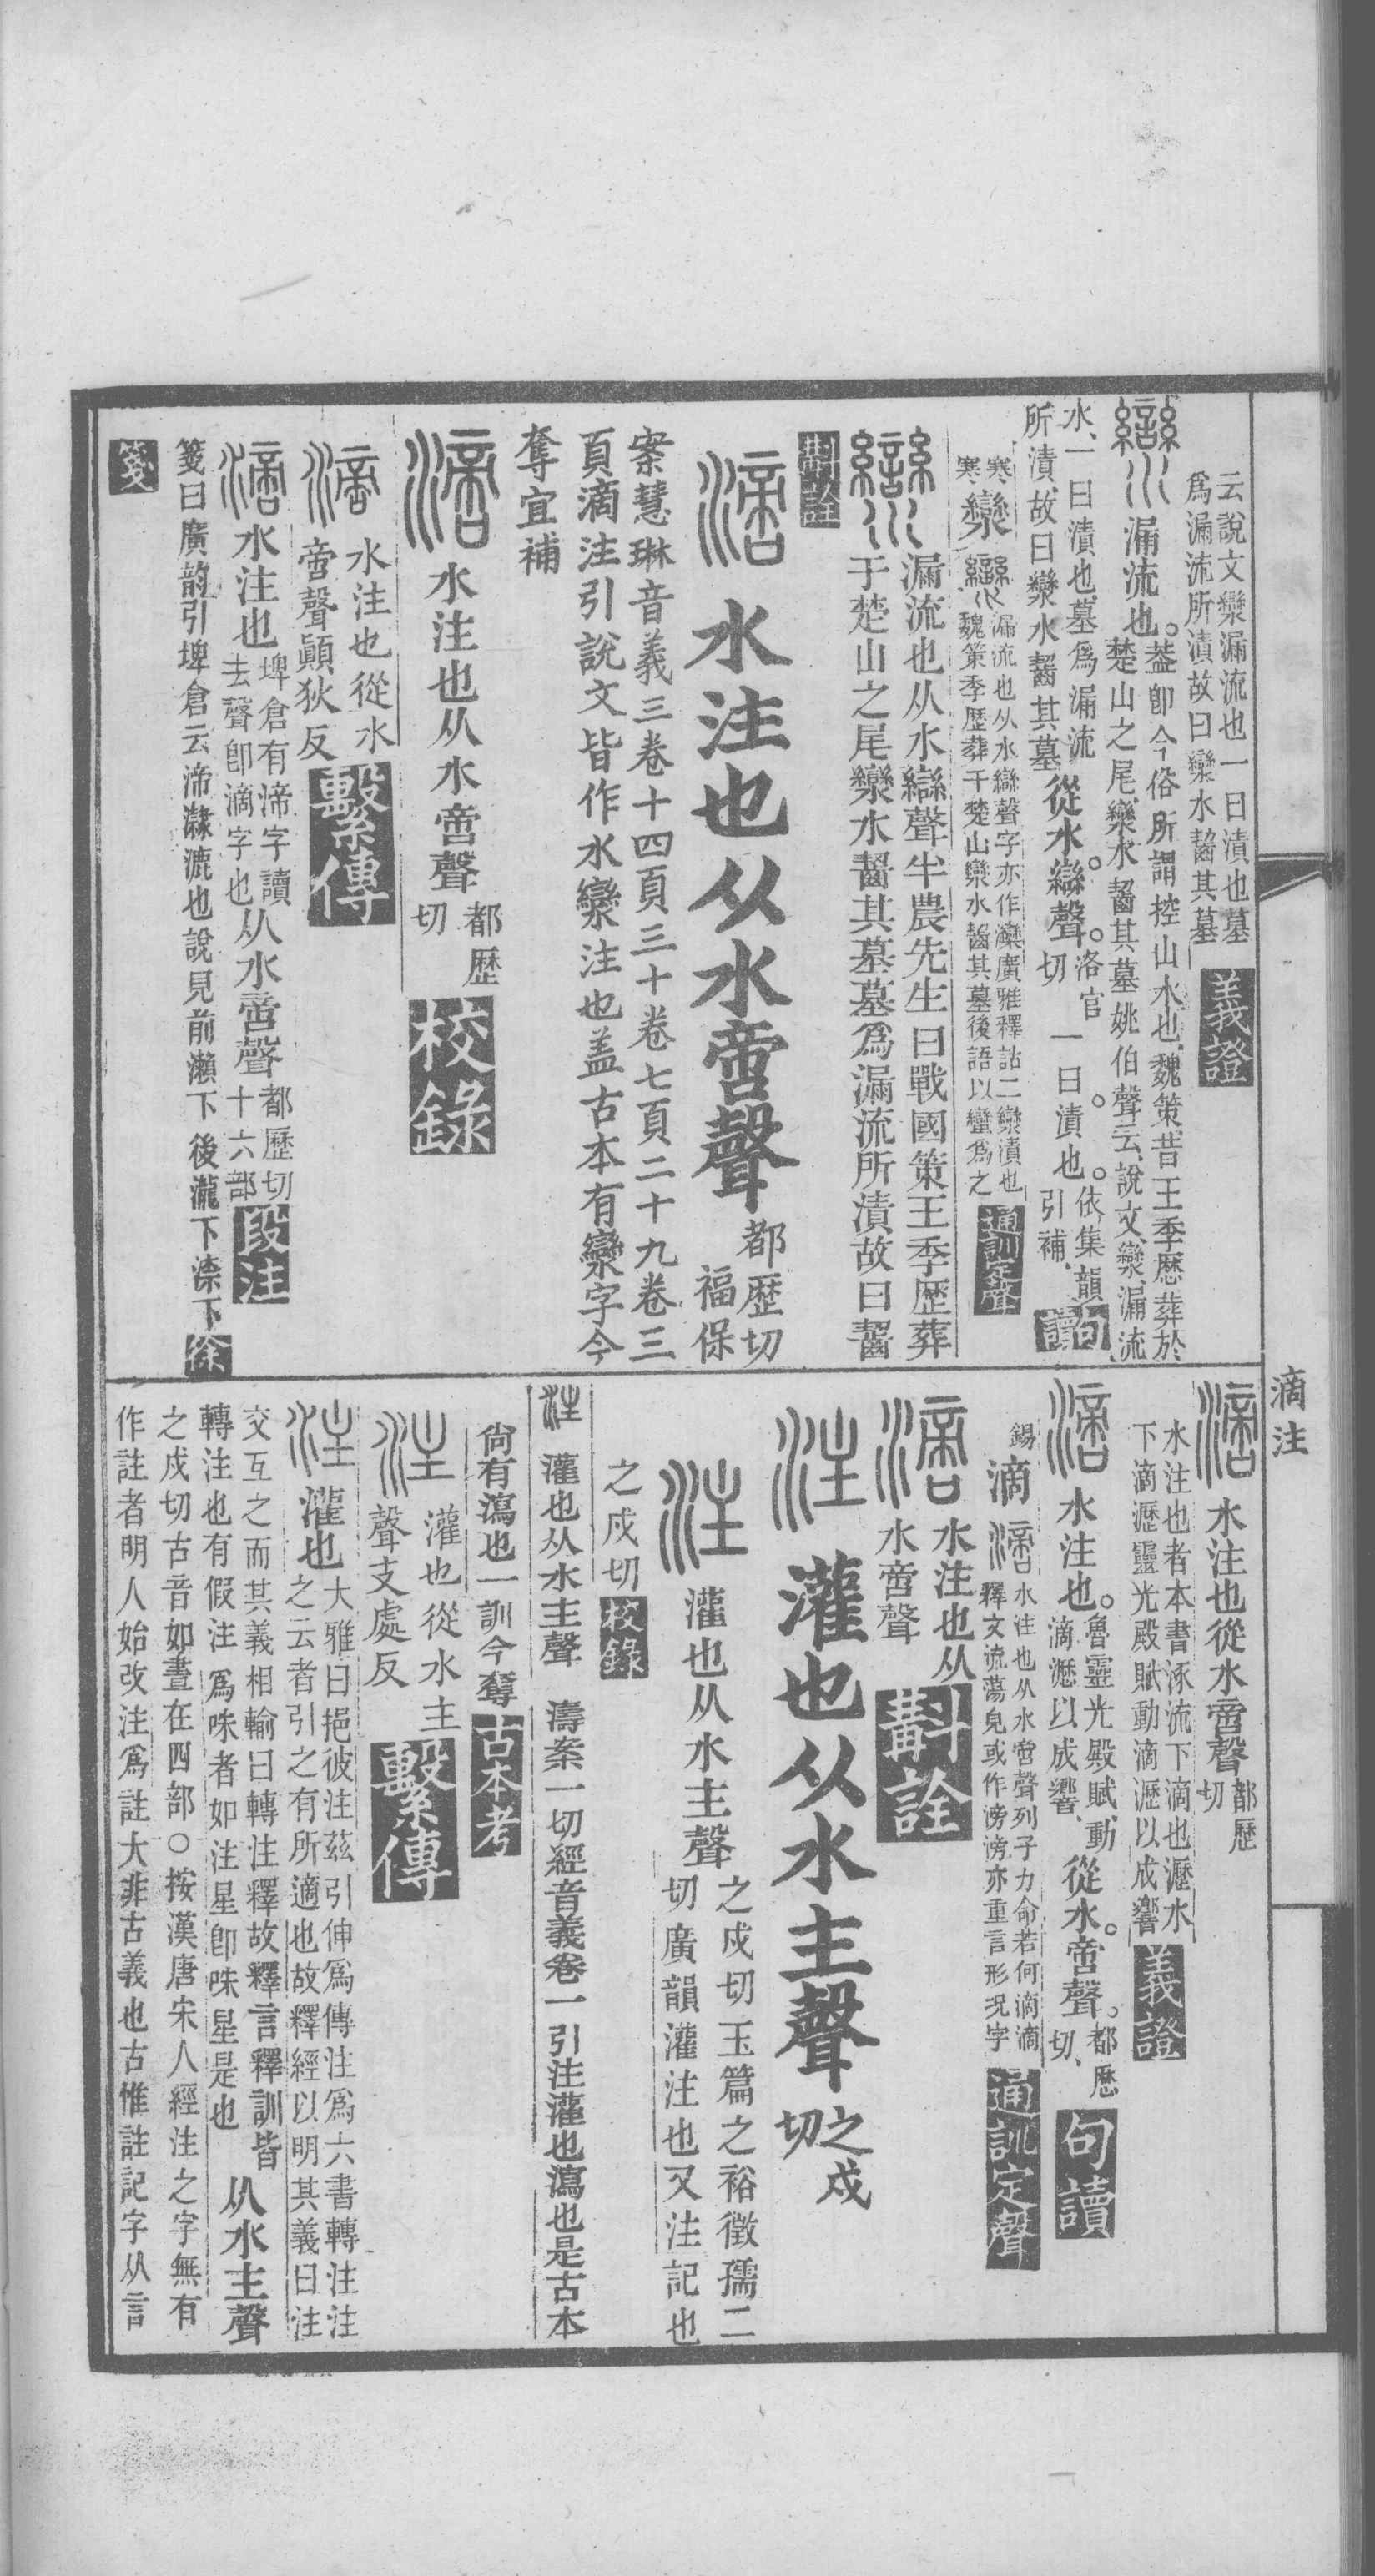 滴注
云說文灓漏流也一曰漬也墓
爲漏流所漬故曰灓水齧其墓
義證
灓漏流也。葢卽今俗所謂控山水也、魏策、昔王季歷葬於
楚山之尾、灓水齧其墓、姚伯聲云、說文、灓、漏流
水、一曰漬也、墓爲漏流
所漬、故曰灓水齧其墓、
從水。䜌聲。洛官切 一曰漬也。依集韻引補、
句讀
寒寒
灓 漏流也从水䜌聲字亦作灤廣雅釋詁二灓漬也
魏策季歷葬于楚山灓水齧其墓後語以蠻爲之
通訓定聲
灓 漏流也从水䜌聲半農先生曰戰國策王季歷葬
于楚山之尾灓水齧其墓墓爲漏流所漬故曰齧
斠詮
滴 水注也从水啻聲 都歷切
福保
案慧琳音義三卷十四頁三十卷七頁二十九卷三
頁滴注引說文皆作水灓注也盖古本有灓字今
奪宜補
滴 水注也从水啻聲 都歷切
校錄
滴 水注也從水
啻聲顚狄反
繫傳
滴 水注也 埤倉有渧字讀
去聲卽滴字也
从水啻聲 都歷切
十六部
段注
箋曰廣韵引埤倉云渧㵩漉也說見前瀨下後瀧下渿下
徐
箋
滴 水注也從水啻聲 都歷切
水注也者本書涿流下滴也瀝水
下滴瀝靈光殿賦動滴瀝以成響
義證
滴 水注也。魯靈光殿賦、動
滴瀝以成響、
從水。啻聲。都歷切、
句讀
錫
滴 水注也从水啻聲列子力命若何滴滴
釋文流蕩皃或作滂滂亦重言形況字
通訓定聲
滴 水注也从
水啻聲
斠詮
注 灌也从水主聲 之戍切
注 灌也从水主聲 之戍切玉篇之裕徵孺二
切廣韻灌注也又注記也
之戍切
校錄
注 灌也从水主聲
濤案一切經音義卷一引注灌也瀉也是古本
尙有瀉也一訓今奪
古本考
注 灌也從水主
聲支處反
繫傳
注 灌也 大雅曰挹彼注茲引伸爲傳注爲六書轉注注
之云者引之有所適也故釋經以明其義曰注
交互之而其義相輸曰轉注釋故釋言釋訓皆
轉注也有假注爲咮者如注星卽咮星是也
从水主聲
之戍切古音如晝在四部○按漢唐宋人經注之字無有
作註者明人始改注爲註大非古義也古惟註記字从言